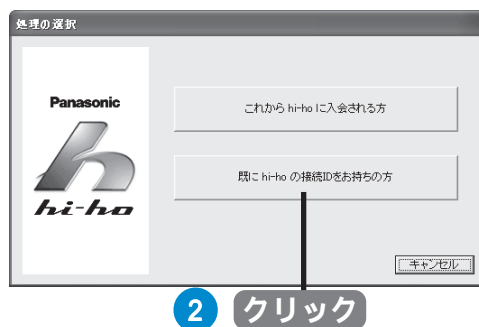 処理の選択
Panasonic
hi-ho
これから hi-ho に入会される方
既に hi-ho の接続IDをお持ちの方
キャンセル
2 クリック